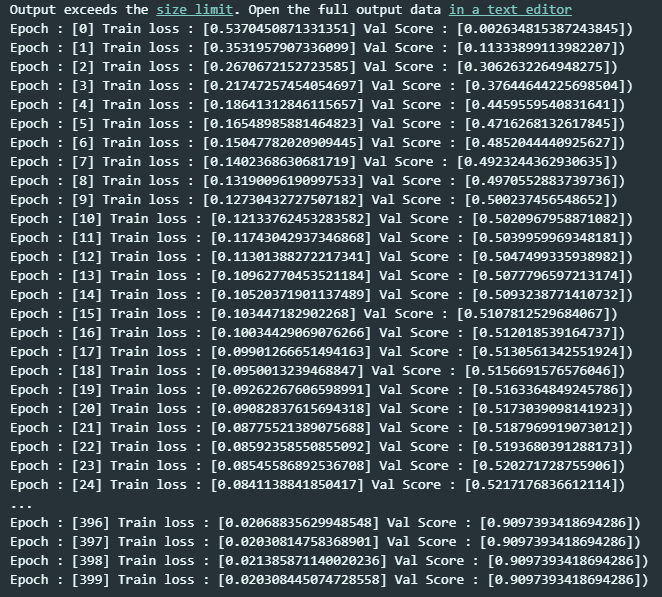 Output exceeds the size limit. Open the full output data in a text editor
Epoch : [0] Train loss : [0.5370450871331351] Val Score : [0.002634815387243845])
Epoch : [1] Train loss : [0.3531957907336099] Val Score : [0.11333899113982207])
Epoch : [2] Train loss : [0.2670672152723585] Val Score : [0.3062632264948275])
Epoch : [3] Train loss : [0.21747257454054697] Val Score : [0.37644644225698504])
Epoch : [4] Train loss : [0.18641312846115657] Val Score : [0.4459559540831641])
Epoch : [5] Train loss : [0.16548985881464823] Val Score : [0.4716268132617845])
Epoch : [6] Train loss : [0.15047782020909445] Val Score : [0.4852044440925627])
Epoch : [7] Train loss : [0.1402368630681719] Val Score : [0.4923244362930635])
Epoch : [8] Train loss : [0.13190096190997533] Val Score : [0.4970552883739736])
Epoch : [9] Train loss : [0.12730432727507182] Val Score : [0.500237456548652])
Epoch : [10] Train loss : [0.12133762453283582] Val Score : [0.5020967958871082])
Epoch : [11] Train loss : [0.11743042937346868] Val Score : [0.5039959969348181])
Epoch : [12] Train loss : [0.11301388272217341] Val Score : [0.5047499335938982])
Epoch : [13] Train loss : [0.10962770453521184] Val Score : [0.5077796597213174])
Epoch : [14] Train loss : [0.10520371901137489] Val Score : [0.5093238771410732])
Epoch : [15] Train loss : [0.103447182902268] Val Score : [0.5107812529684067])
Epoch : [16] Train loss : [0.10034429069076266] Val Score : [0.512018539164737])
Epoch : [17] Train loss : [0.09901266651494163] Val Score : [0.5130561342551924])
Epoch : [18] Train loss : [0.0950013239468847] Val Score : [0.5156691576576046])
Epoch : [19] Train loss : [0.09262267606598991] Val Score : [0.5163364849245786])
Epoch : [20] Train loss : [0.09082837615694318] Val Score : [0.5173039098141923])
Epoch : [21] Train loss : [0.08775521389075688] Val Score : [0.5187969919073012])
Epoch : [22] Train loss : [0.08592358550855092] Val Score : [0.5193680391288173])
Epoch : [23] Train loss : [0.08545586892536708] Val Score : [0.520271728755906])
Epoch : [24] Train loss : [0.0841138841850417] Val Score : [0.5217176836612114])
...
Epoch : [396] Train loss : [0.02068835629948548] Val Score : [0.9097393418694286])
Epoch : [397] Train loss : [0.02030814758368901] Val Score : [0.9097393418694286])
Epoch : [398] Train loss : [0.021385871140020236] Val Score : [0.9097393418694286])
Epoch : [399] Train loss : [0.020308445074728558] Val Score : [0.9097393418694286])